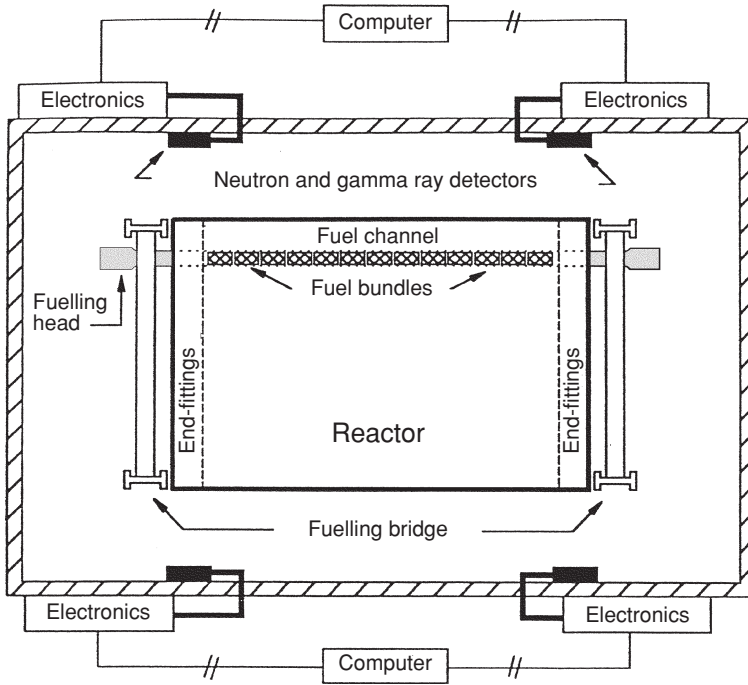 Computer
Electronics
Electronics
Neutron and gamma ray detectors
Fuel channel
Fuel bundles
Fuelling
head
End-fittings
End-fittings
Reactor
Fuelling bridge
Electronics
Electronics
Computer